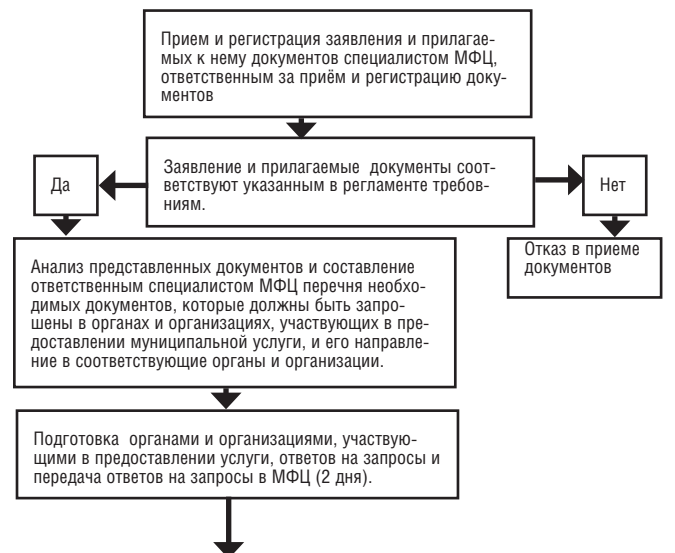 Прием и регистрация заявления и прилагае-
мых к нему документов специалистом МФЦ,
ответственным за приём и регистрацию доку-
ментов
Заявление и прилагаемые документы соот-
ветствуют указанным в регламенте требов-
ниям.
Да
Нет
Отказ в приеме
документов
Анализ представленных документов и составление
ответственным специалистом МФЦ перечня необхо-
димых документов, которые должны быть запро-
шены в органах и организациях, участвующих в пре-
доставлении муниципальной услуги, и его направле-
ние в соответствующие органы и организации.
Подготовка органами и организациями, участвую-
щими в предоставлении услуги, ответов на запросы и
передача ответов на запросы в МФЦ (2 дня).